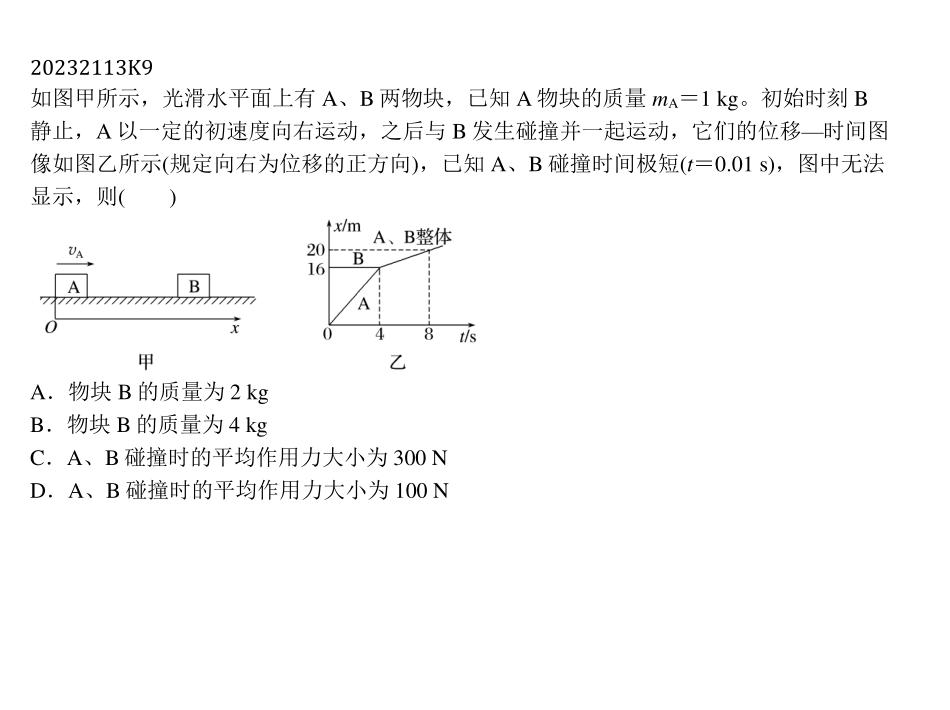 20232113K9
如图甲所示，光滑水平面上有 A、B 两物块，已知 A 物块的质量 mA＝1 kg。初始时刻 B
静止，A 以一定的初速度向右运动，之后与 B 发生碰撞并一起运动，它们的位移—时间图
像如图乙所示(规定向右为位移的正方向)，已知 A、B 碰撞时间极短(t＝0.01 s)，图中无法
显示，则(　　)
vA
A
B
O
x
甲
x/m
A、B整体
20
B
16
A
0
4
8
t/s
乙
A．物块 B 的质量为 2 kg
B．物块 B 的质量为 4 kg
C．A、B 碰撞时的平均作用力大小为 300 N
D．A、B 碰撞时的平均作用力大小为 100 N